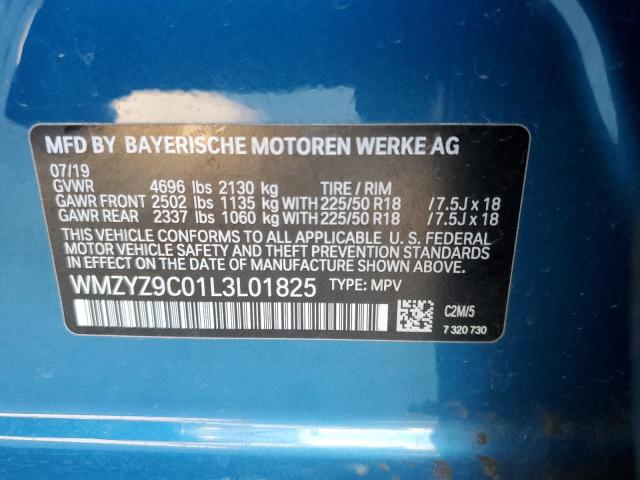 MFD BY BAYERISCHE MOTOREN WERKE AG
07/19
GVWR 4696 lbs 2130 kg TIRE / RIM
GAWR FRONT 2502 lbs 1135 kg WITH 225/50 R18 /7.5J x 18
GAWR REAR 2337 lbs 1060 kg WITH 225/50 R18 /7.5J x 18
THIS VEHICLE CONFORMS TO ALL APPLICABLE U. S. FEDERAL
MOTOR VEHICLE SAFETY AND THEFT PREVENTION STANDARDS
IN EFFECT ON THE DATE OF MANUFACTURE SHOWN ABOVE.
WMZYZ9C01L3L01825 TYPE: MPV
C2M/5
7 320 730